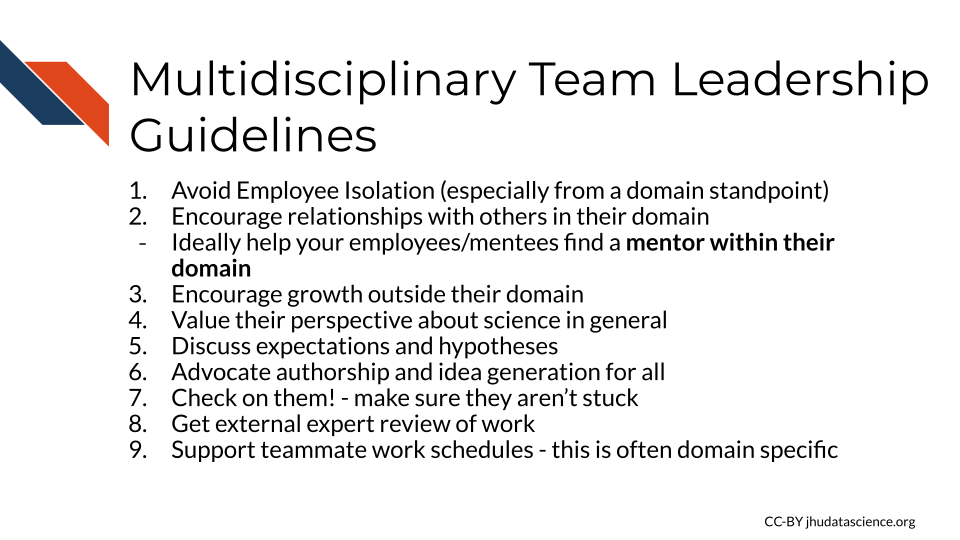 Multidisciplinary Team Leadership
Guidelines
1. Avoid Employee Isolation (especially from a domain standpoint)
2. Encourage relationships with others in their domain
- Ideally help your employees/mentees find a mentor within their
domain
3. Encourage growth outside their domain
4. Value their perspective about science in general
5. Discuss expectations and hypotheses
6. Advocate authorship and idea generation for all
7. Check on them! - make sure they aren’t stuck
8. Get external expert review of work
9. Support teammate work schedules - this is often domain specific
CC-BY jhudatascience.org